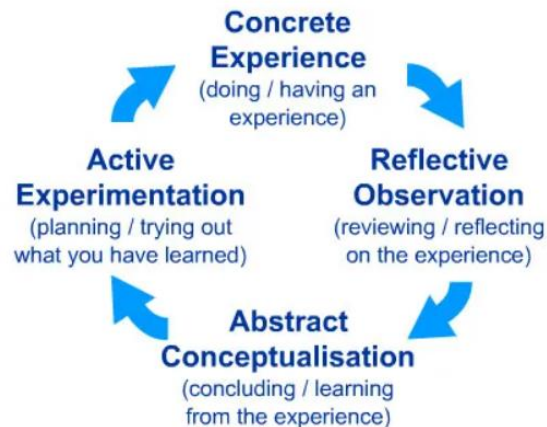 Concrete
Experience
(doing / having an
experience)
Reflective
Observation
(reviewing / reflecting
on the experience)
Abstract
Conceptualisation
(concluding / learning
from the experience)
Active
Experimentation
(planning / trying out
what you have learned)